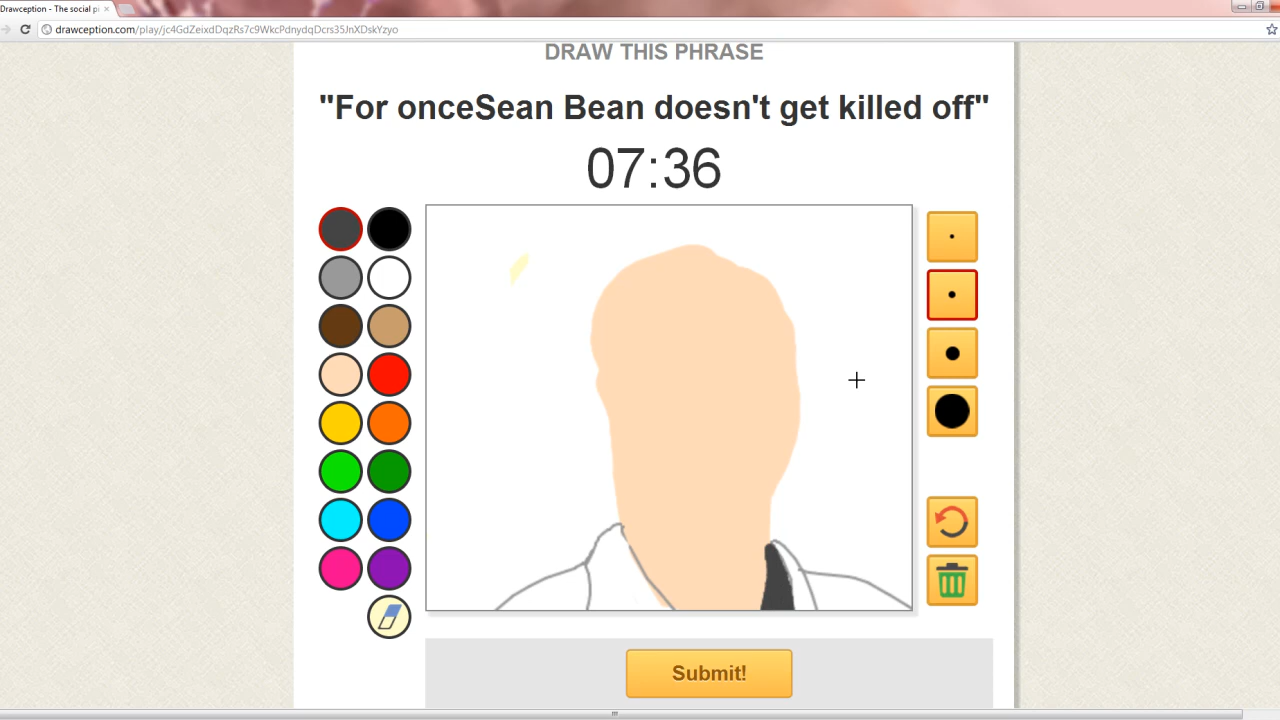 Drawception - The social p
drawception.com/play/jc4GdZeixdDqzRs7c9WkcPdnydqDcrs35JnXDskYzyo
DRAW THIS PHRASE
"For onceSean Bean doesn't get killed off"
07:36
Submit!